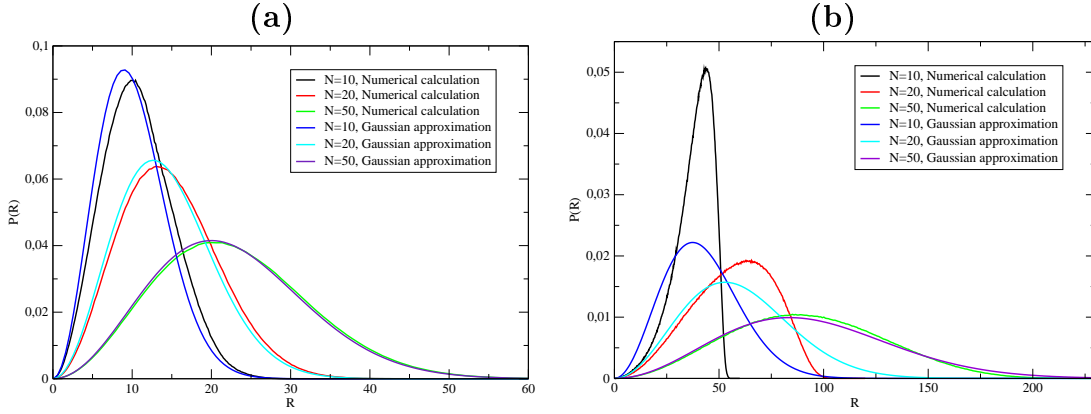 (a)
0,1
0,08
0,06
0,04
0,02
0
P(R)
N=10, Numerical calculation
N=20, Numerical calculation
N=50, Numerical calculation
N=10, Gaussian approximation
N=20, Gaussian approximation
N=50, Gaussian approximation
0 10 20 30 40 50 60
R
(b)
0.05
0.04
0.03
0.02
0.01
0
P(R)
N=10, Numerical calculation
N=20, Numerical calculation
N=50, Numerical calculation
N=10, Gaussian approximation
N=20, Gaussian approximation
N=50, Gaussian approximation
0 50 100 150 200
R